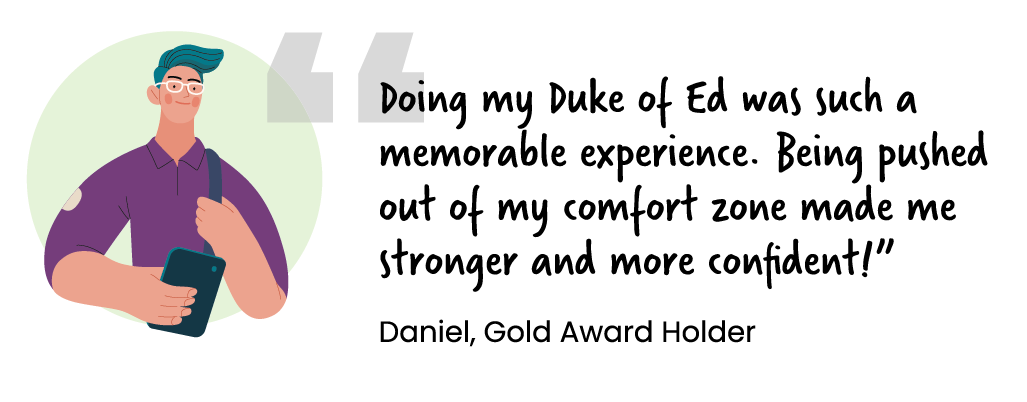 “
Doing my Duke of Ed was such a
memorable experience. Being pushed
out of my comfort zone made me
stronger and more confident!”
Daniel, Gold Award Holder